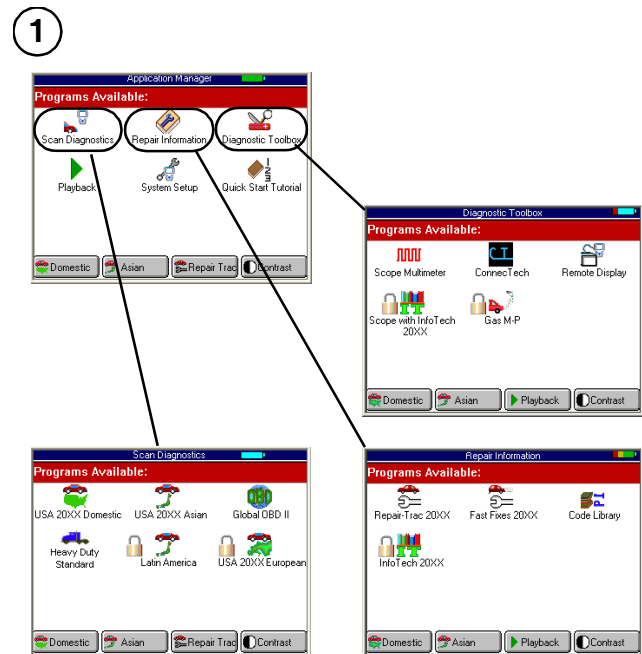 1
Application Manager
Programs Available:
Scan Diagnostics Repair Information Diagnostic Toolbox
Playback System Setup Quick Start Tutorial
Domestic Asian Repair Trac Contrast
Diagnostic Toolbox
Programs Available:
Scope Multimeter ConnecTech Remote Display
Scope with InfoTech
20XX
Gas M-P
Domestic Asian Playback Contrast
Scan Diagnostics
Programs Available:
USA 20XX Domestic USA 20XX Asian Global OBD II
Heavy Duty
Standard
Latin America USA 20XX European
Domestic Asian Repair Trac Contrast
Repair Information
Programs Available:
Repair-Trac 20XX Fast Fixes 20XX Code Library
InfoTech 20XX
Domestic Asian Playback Contrast